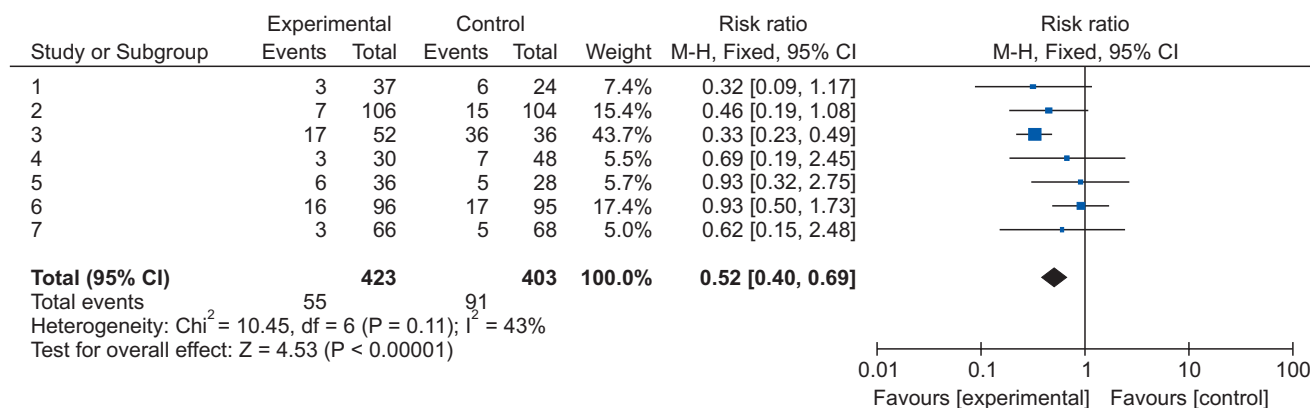 Experimental Control Risk ratio Risk ratio
Study or Subgroup Events Total Events Total Weight M-H, Fixed, 95% CI M-H, Fixed, 95% CI
1 3 37 6 24 7.4% 0.32 [0.09, 1.17]
2 7 106 15 104 15.4% 0.46 [0.19, 1.08]
3 17 52 36 36 43.7% 0.33 [0.23, 0.49]
4 3 30 7 48 5.5% 0.69 [0.19, 2.45]
5 6 36 5 28 5.7% 0.93 [0.32, 2.75]
6 16 96 17 95 17.4% 0.93 [0.50, 1.73]
7 3 66 5 68 5.0% 0.62 [0.15, 2.48]
Total (95% CI) 423 403 100.0% 0.52 [0.40, 0.69]
Total events 55 91
Heterogeneity: Chi² = 10.45, df = 6 (P = 0.11); I² = 43%
Test for overall effect: Z = 4.53 (P < 0.00001)
0.01 0.1 1 10 100
Favours [experimental] Favours [control]